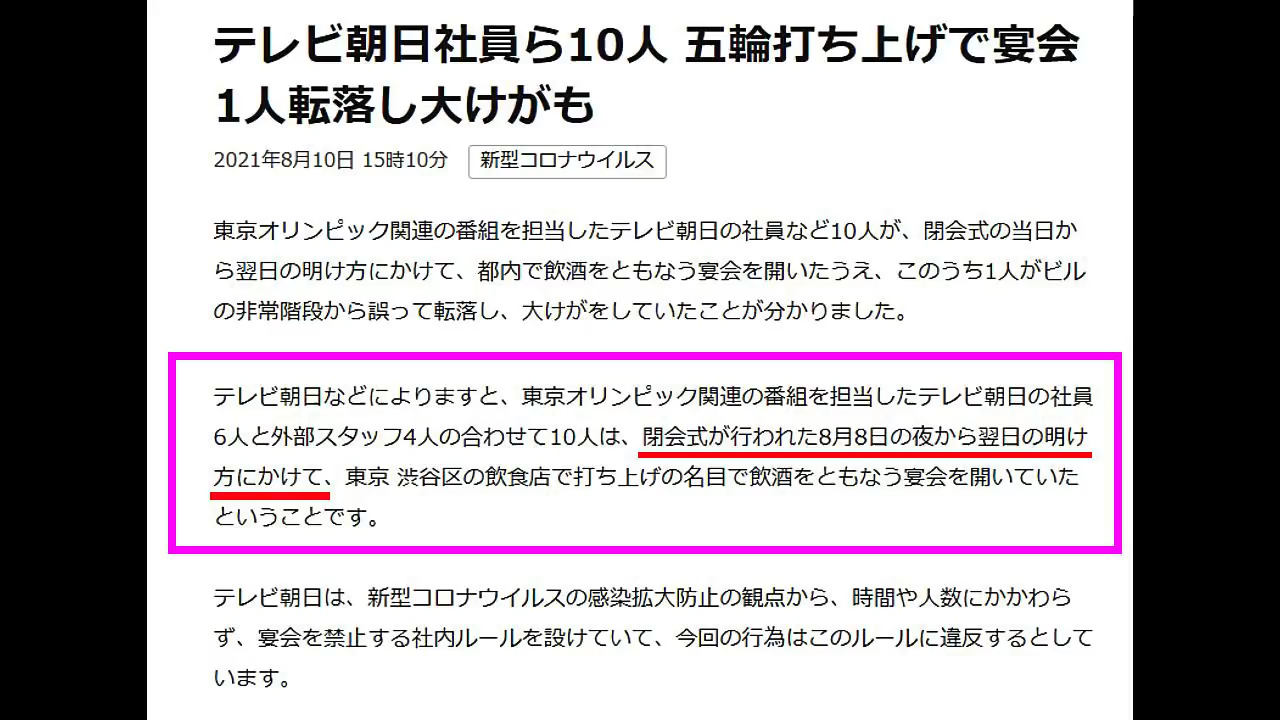 テレビ朝日社員ら10人 五輪打ち上げで宴会
1人転落し大けがも
2021年8月10日 15時10分 新型コロナウイルス
東京オリンピック関連の番組を担当したテレビ朝日の社員など10人が、閉会式の当日か
ら翌日の明け方にかけて、都内で飲酒をともなう宴会を開いたうえ、このうち1人がビル
の非常階段から誤って転落し、大けがをしていたことが分かりました。
テレビ朝日などによりますと、東京オリンピック関連の番組を担当したテレビ朝日の社員
6人と外部スタッフ4人の合わせて10人は、閉会式が行われた8月8日の夜から翌日の明け
方にかけて、東京 渋谷区の飲食店で打ち上げの名目で飲酒をともなう宴会を開いていた
ということです。
テレビ朝日は、新型コロナウイルスの感染拡大防止の観点から、時間や人数にかかわら
ず、宴会を禁止する社内ルールを設けていて、今回の行為はこのルールに違反するとして
います。